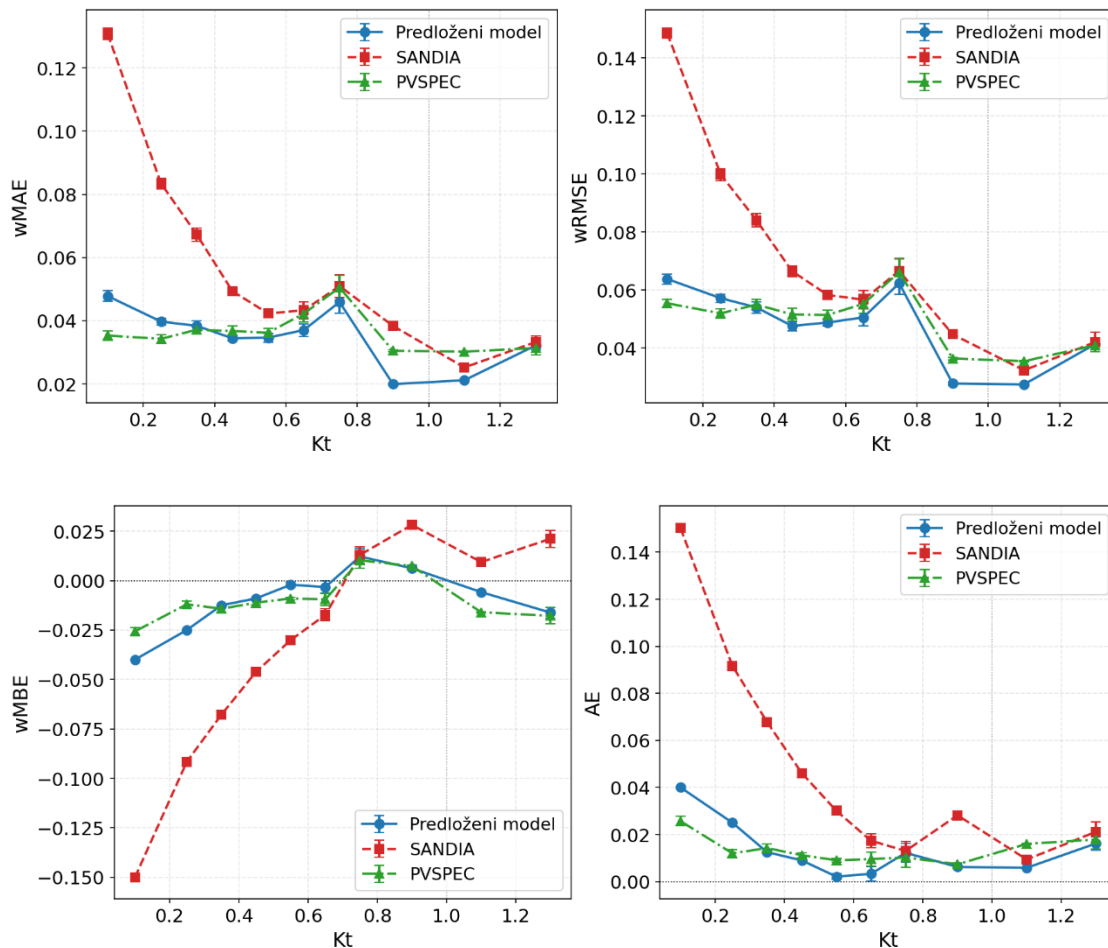 wMAE
0.12
0.10
0.08
0.06
0.04
0.02
0.2 0.4 0.6 0.8 1.0 1.2
Kt
Predloženi model
SANDIA
PVSPEC
wRMSE
0.14
0.12
0.10
0.08
0.06
0.04
0.2 0.4 0.6 0.8 1.0 1.2
Kt
Predloženi model
SANDIA
PVSPEC
wMBE
0.025
0.000
−0.025
−0.050
−0.075
−0.100
−0.125
−0.150
0.2 0.4 0.6 0.8 1.0 1.2
Kt
Predloženi model
SANDIA
PVSPEC
AE
0.14
0.12
0.10
0.08
0.06
0.04
0.02
0.00
0.2 0.4 0.6 0.8 1.0 1.2
Kt
Predloženi model
SANDIA
PVSPEC